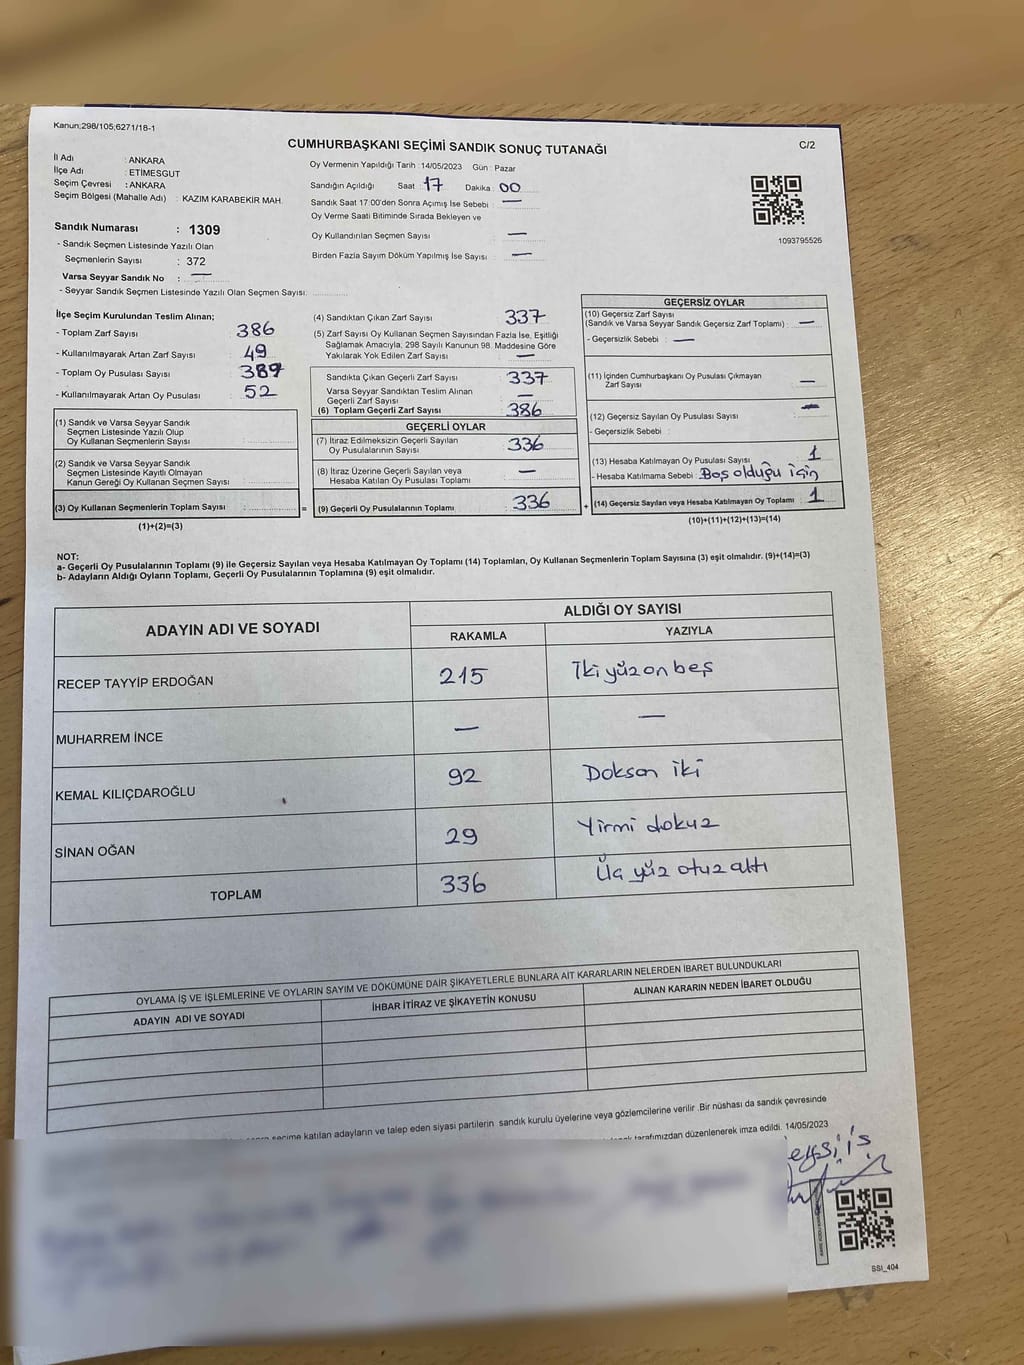 Kanun;298/105;6271/18-1
CUMHURBAŞKANI SEÇİMİ SANDIK SONUÇ TUTANAĞI
C/2
İl Adı : ANKARA
İlçe Adı : ETİMESGUT
Seçim Çevresi : ANKARA
Seçim Bölgesi (Mahalle Adı) : KAZIM KARABEKİR MAH.
Sandık Numarası : 1309
- Sandık Seçmen Listesinde Yazılı Olan
Seçmenlerin Sayısı : 372
Varsa Seyyar Sandık No : —
- Seyyar Sandık Seçmen Listesinde Yazılı Olan Seçmen Sayısı:
Oy Vermenin Yapıldığı Tarih : 14/05/2023 Gün : Pazar
Sandığın Açıldığı Saat : 17 Dakika : 00
Sandık Saat 17:00'den Sonra Açımış İse Sebebi : —
Oy Verme Saati Bitiminde Sırada Bekleyen ve
Oy Kullandırılan Seçmen Sayısı —
Birden Fazla Sayım Döküm Yapılmış İse Sayısı : —
1093795526
İlçe Seçim Kurulundan Teslim Alınan;
- Toplam Zarf Sayısı 386
- Kullanılmayarak Artan Zarf Sayısı 49
- Toplam Oy Pusulası Sayısı 389
- Kullanılmayarak Artan Oy Pusulası 52
(1) Sandık ve Varsa Seyyar Sandık
Seçmen Listesinde Yazılı Olup
Oy Kullanan Seçmenlerin Sayısı :
(2) Sandık ve Varsa Seyyar Sandık
Seçmen Listesinde Kayıtlı Olmayan
Kanun Gereği Oy Kullanan Seçmen Sayısı :
(3) Oy Kullanan Seçmenlerin Toplam Sayısı :
(1)+(2)=(3)
(4) Sandıktan Çıkan Zarf Sayısı 337
(5) Zarf Sayısı Oy Kullanan Seçmen Sayısından Fazla İse, Eşitliği
Sağlamak Amacıyla, 298 Sayılı Kanunun 98. Maddesine Göre
Yakılarak Yok Edilen Zarf Sayısı —
Sandıkta Çıkan Geçerli Zarf Sayısı 337
Varsa Seyyar Sandıktan Teslim Alınan
Geçerli Zarf Sayısı —
(6) Toplam Geçerli Zarf Sayısı 386
GEÇERLİ OYLAR
(7) İtiraz Edilmeksizin Geçerli Sayılan
Oy Pusulalarının Sayısı 336
(8) İtiraz Üzerine Geçerli Sayılan veya
Hesaba Katılan Oy Pusulası Toplamı —
= (9) Geçerli Oy Pusulalarının Toplamı 336
GEÇERSİZ OYLAR
(10) Geçersiz Zarf Sayısı
(Sandık ve Varsa Seyyar Sandık Geçersiz Zarf Toplamı) : —
- Geçersizlik Sebebi : —
(11) İçinden Cumhurbaşkanı Oy Pusulası Çıkmayan
Zarf Sayısı —
(12) Geçersiz Sayılan Oy Pusulası Sayısı —
- Geçersizlik Sebebi :
(13) Hesaba Katılmayan Oy Pusulası Sayısı 1
- Hesaba Katılmama Sebebi : Boş olduğu için
+ (14) Geçersiz Sayılan veya Hesaba Katılmayan Oy Toplamı : 1
(10)+(11)+(12)+(13)=(14)
NOT:
a- Geçerli Oy Pusulalarının Toplamı (9) ile Geçersiz Sayılan veya Hesaba Katılmayan Oy Toplamı (14) Toplamları, Oy Kullanan Seçmenlerin Toplam Sayısına (3) eşit olmalıdır. (9)+(14)=(3)
b- Adayların Aldığı Oyların Toplamı, Geçerli Oy Pusulalarının Toplamına (9) eşit olmalıdır.
ADAYIN ADI VE SOYADI
ALDIĞI OY SAYISI
RAKAMLA YAZIYLA
RECEP TAYYİP ERDOĞAN 215 İki yüz on beş
MUHARREM İNCE — —
KEMAL KILIÇDAROĞLU 92 Doksan iki
SİNAN OĞAN 29 Yirmi dokuz
TOPLAM 336 Üç yüz otuz altı
OYLAMA İŞ VE İŞLEMLERİNE VE OYLARIN SAYIM VE DÖKÜMÜNE DAİR ŞİKAYETLERLE BUNLARA AİT KARARLARIN NELERDEN İBARET BULUNDUKLARI
ADAYIN ADI VE SOYADI İHBAR İTİRAZ VE ŞİKAYETİN KONUSU ALINAN KARARIN NEDEN İBARET OLDUĞU
seçime katılan adayların ve talep eden siyasi partilerin sandık kurulu üyelerine veya gözlemcilerine verilir .Bir nüshası da sandık çevresinde
tarafımızdan düzenlenerek imza edildi. 14/05/2023
SSI_404